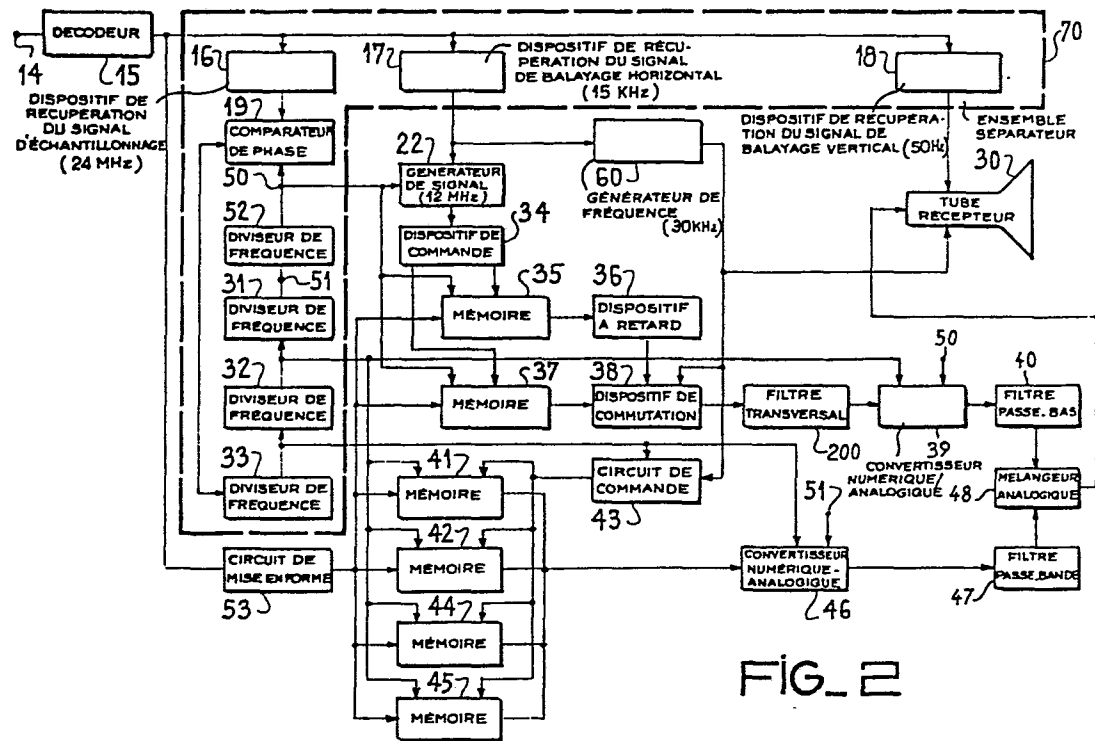 DECODEUR
14
15
16
17
DISPOSITIF DE RÉCU-
PERATION DU SIGNAL
DE BALAYAGE HORIZONTAL
(15 KHz)
18
70
DISPOSITIF DE
RECUPERATION
DU SIGNAL
D'ÉCHANTILLONNAGE
(24 MHz)
19
COMPARATEUR
DE PHASE
DISPOSITIF DE RECUPÉRA-
TION DU SIGNAL DE
BALAYAGE VERTICAL (50Hz)
ENSEMBLE
SÉPARATEUR
22
GÉNÉRATEUR
DE SIGNAL
(12 MHz)
60
GÉNÉRATEUR DE
FRÉQUENCE
(30KHz)
30
TUBE
RÉCEPTEUR
50
52
DIVISEUR DE
FREQUENCE
34
DISPOSITIF DE
COMMANDE
51
31
DIVISEUR DE
FRÉQUENCE
35
MÉMOIRE
36
DISPOSITIF
A RETARD
32
DIVISEUR DE
FRÉQUENCE
37
MÉMOIRE
38
DISPOSITIF DE
COMMUTATION
FILTRE
TRANSVERSAL
200
50
39
CONVERTISSEUR
NUMÉRIQUE/
ANALOGIQUE
40
FILTRE
PASSE.BAS
33
DIVISEUR DE
FREQUENCE
41
MÉMOIRE
CIRCUIT DE
COMMANDE
43
51
48
MELANGEUR
ANALOGIQUE
CIRCUIT DE
MISE EN FORME
53
42
MÉMOIRE
CONVERTISSEUR
NUMÉRIQUE-
ANALOGIQUE
46
FILTRE
PASSE.BANDE
47
44
MÉMOIRE
45
MÉMOIRE
FIG_2